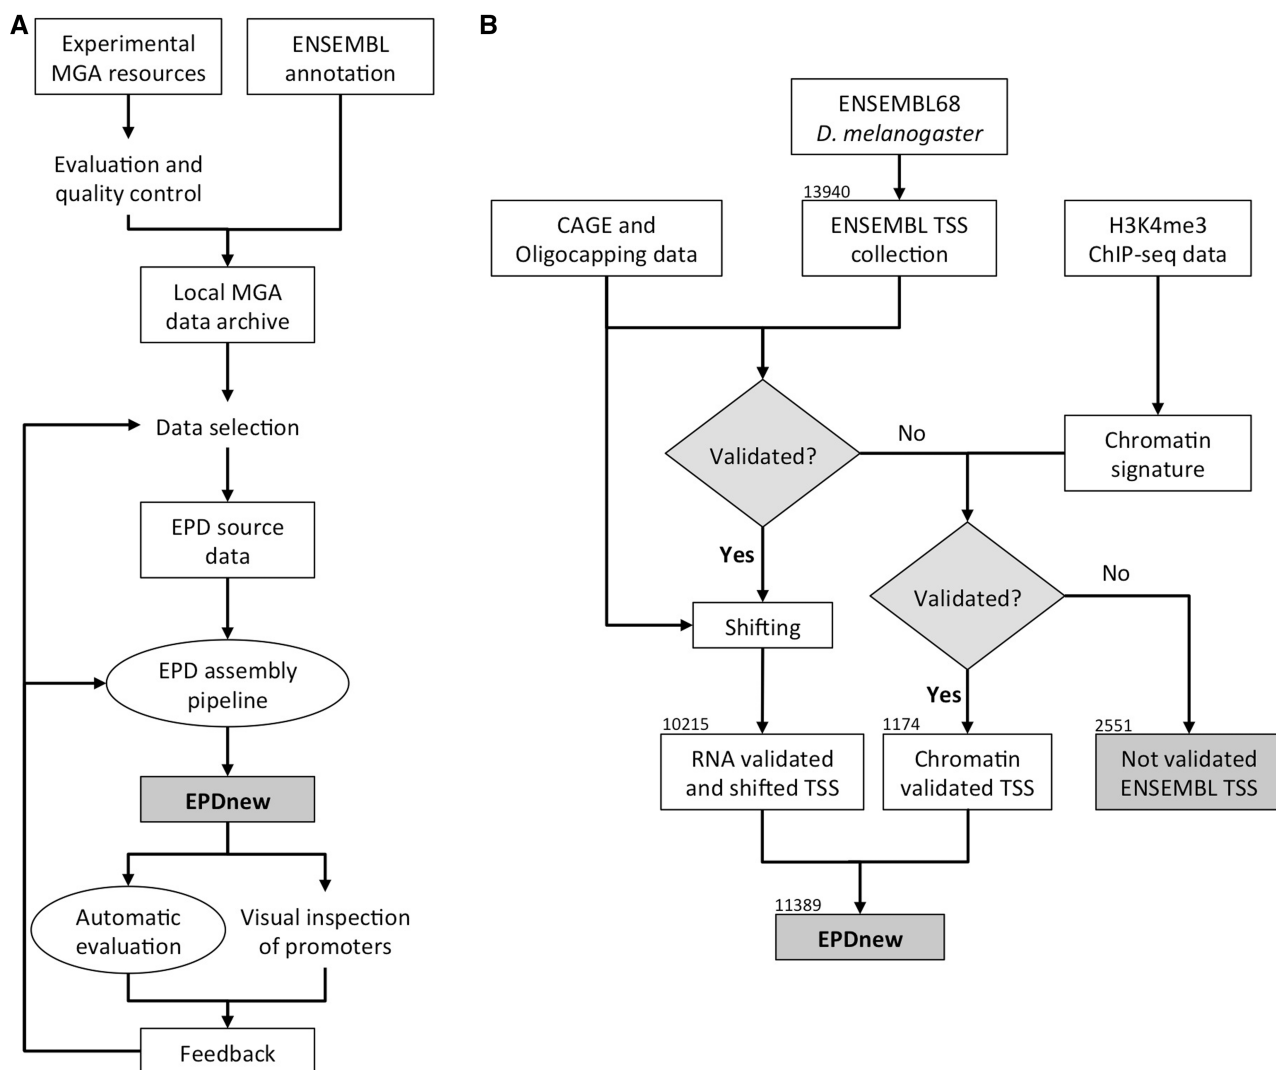 A
Experimental
MGA resources
ENSEMBL
annotation
Evaluation and
quality control
Local MGA
data archive
Data selection
EPD source
data
EPD assembly
pipeline
EPDnew
Automatic
evaluation
Visual inspection
of promoters
Feedback
B
ENSEMBL68
D. melanogaster
CAGE and
Oligocapping data
13940
ENSEMBL TSS
collection
H3K4me3
ChIP-seq data
Validated?
No
Chromatin
signature
Yes
Validated?
No
Shifting
Yes
10215
RNA validated
and shifted TSS
1174
Chromatin
validated TSS
2551
Not validated
ENSEMBL TSS
11389
EPDnew